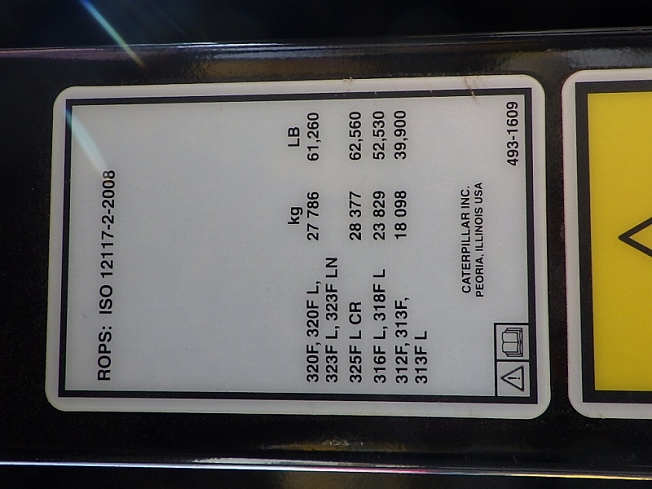 ROPS: ISO 12117-2-2008
kg LB
320F, 320F L, 27 786 61,260
323F L, 323F LN
325F L CR 28 377 62,560
316F L, 318F L 23 829 52,530
312F, 313F, 18 098 39,900
313F L
CATERPILLAR INC.
PEORIA, ILLINOIS USA
493-1609